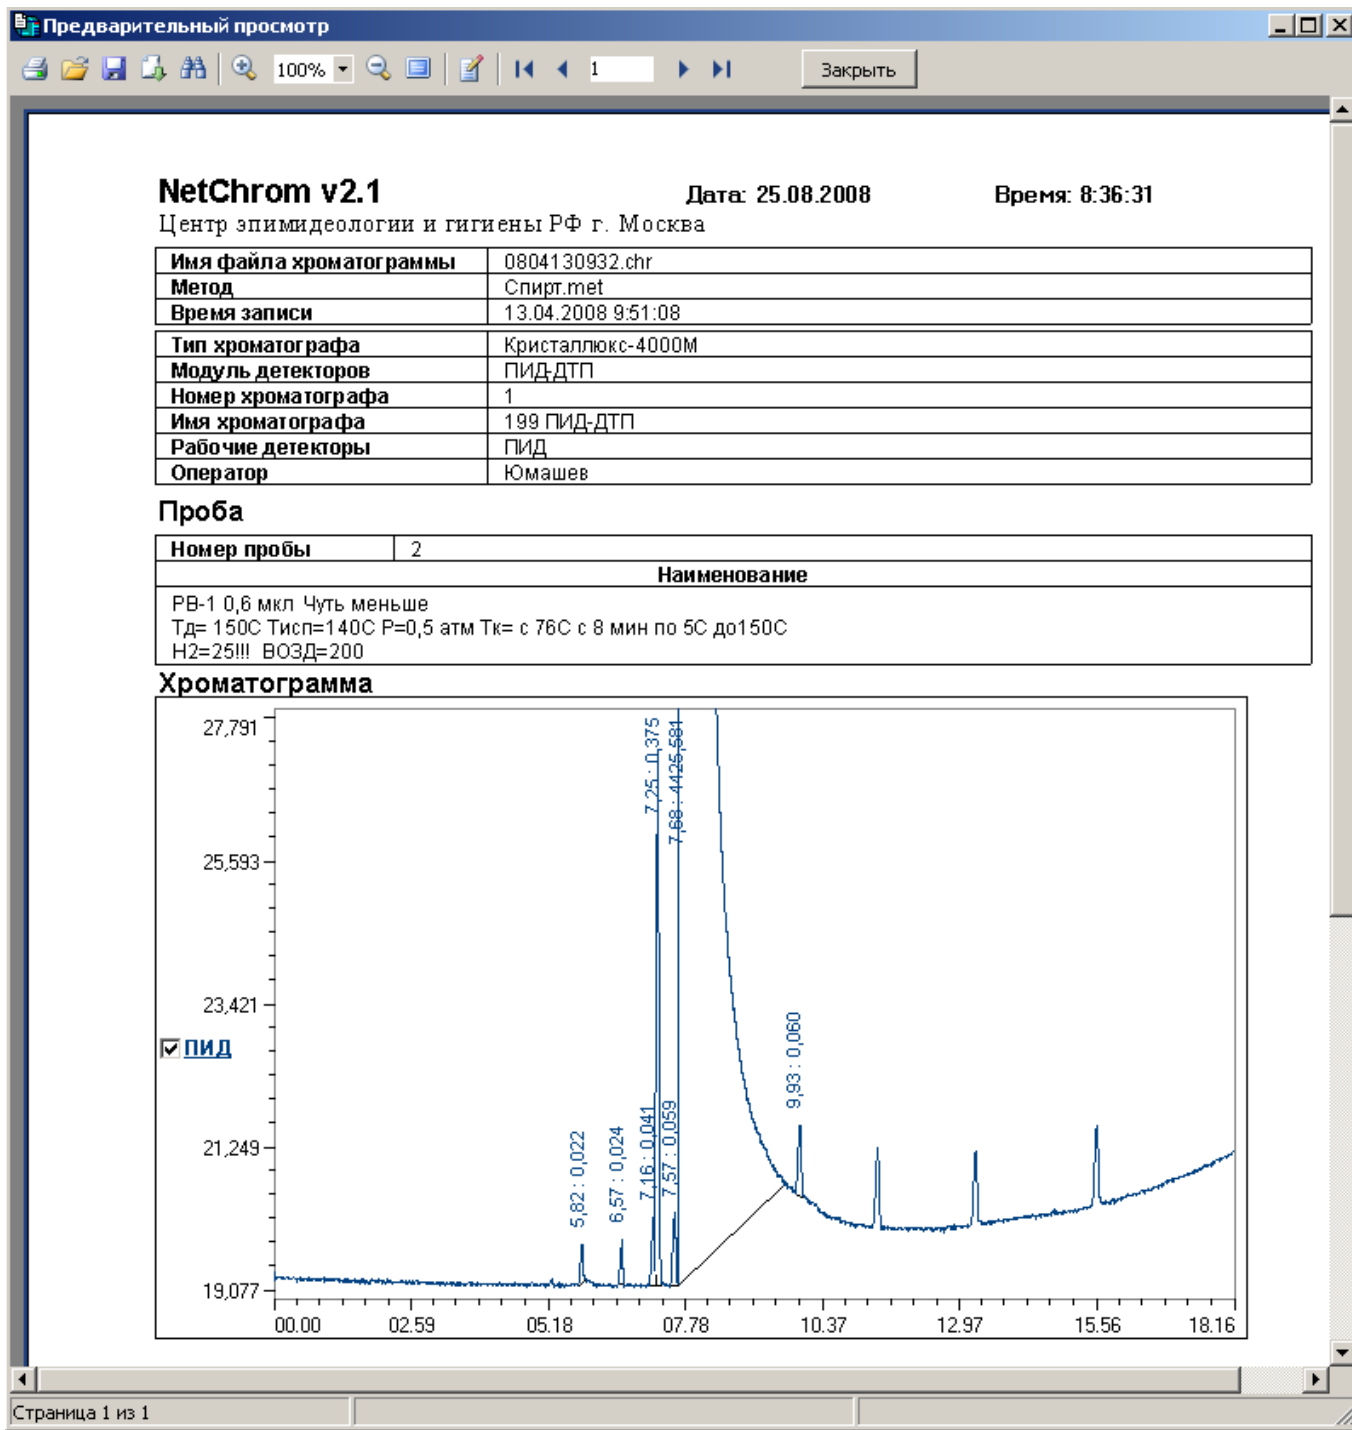 Предварительный просмотр
100% 1 Закрыть
NetChrom v2.1 Дата: 25.08.2008 Время: 8:36:31
Центр эпимидеологии и гигиены РФ г. Москва
Имя файла хроматограммы 0804130932.chr
Метод Спирт.met
Время записи 13.04.2008 9:51:08
Тип хроматографа Кристаллюкс-4000М
Модуль детекторов ПИД-ДТП
Номер хроматографа 1
Имя хроматографа 199 ПИД-ДТП
Рабочие детекторы ПИД
Оператор Юмашев
Проба
Номер пробы 2
Наименование
РВ-1 0,6 мкл Чуть меньше
Тд= 150С Тисп=140С Р=0,5 атм Тк= с 76С с 8 мин по 5С до150С
Н2=25!!! ВОЗД=200
Хроматограмма
27,791
25,593
23,421
ПИД
21,249
19,077
5,82 : 0,022
6,57 : 0,024
7,16 : 0,041
7,25 : 0,375
7,57 : 0,059
7,68 : 4425,581
9,93 : 0,060
00.00 02.59 05.18 07.78 10.37 12.97 15.56 18.16
Страница 1 из 1